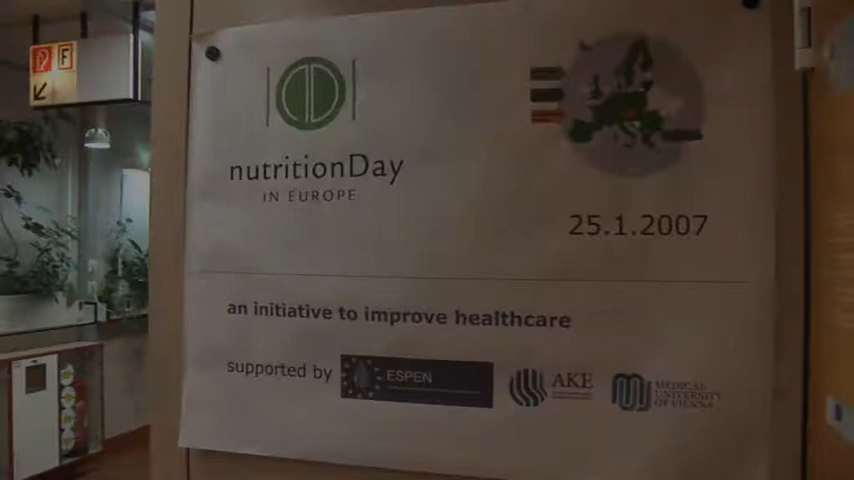 F
nutritionDay
IN EUROPE
25.1.2007
an initiative to improve healthcare
supported by
ESPEN
AKE
MEDICAL
UNIVERSITY
OF VIENNA